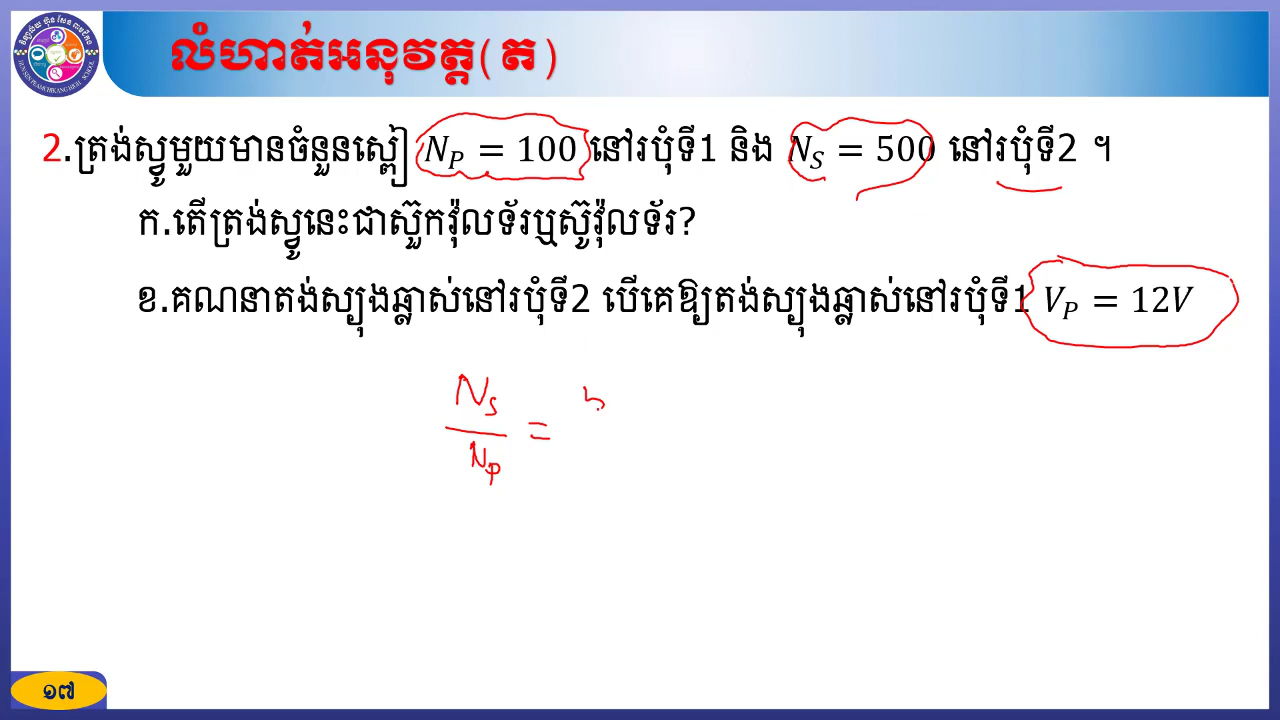 លំហាត់អនុវត្ត(ត)
2.ត្រង់ស្វូមួយមានចំនួនស្ពៀ N_P = 100 នៅរបុំទី1 និង N_S = 500 នៅរបុំទី2 ។
ក.តើត្រង់ស្វូនេះជាស៊ួកវ៉ុលទ័រឬស៊ូវ៉ុលទ័រ?
ខ.គណនាតង់ស្យុងឆ្លាស់នៅរបុំទី2 បើគេឱ្យតង់ស្យុងឆ្លាស់នៅរបុំទី1 V_P = 12V
N_S
N_P =
១៧